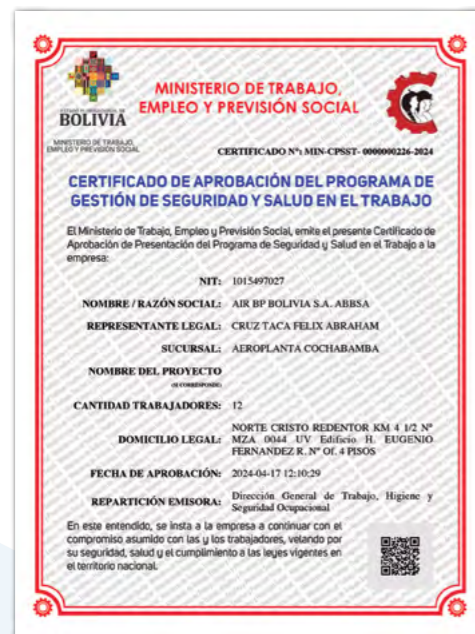 ESTADO PLURINACIONAL DE
BOLIVIA
MINISTERIO DE TRABAJO,
EMPLEO Y PREVISIÓN SOCIAL
MINISTERIO DE TRABAJO,
EMPLEO Y PREVISIÓN SOCIAL
CERTIFICADO N°: MIN-CPSST- 0000000226-2024
CERTIFICADO DE APROBACIÓN DEL PROGRAMA DE
GESTIÓN DE SEGURIDAD Y SALUD EN EL TRABAJO
El Ministerio de Trabajo, Empleo y Previsión Social, emite el presente Certificado de
Aprobación de Presentación del Programa de Seguridad y Salud en el Trabajo a la
empresa:
NIT: 1015497027
NOMBRE / RAZÓN SOCIAL: AIR BP BOLIVIA S.A. ABBSA
REPRESENTANTE LEGAL: CRUZ TACA FELIX ABRAHAM
SUCURSAL: AEROPLANTA COCHABAMBA
NOMBRE DEL PROYECTO
(SI CORRESPONDE)
CANTIDAD TRABAJADORES: 12
DOMICILIO LEGAL: NORTE CRISTO REDENTOR KM 4 1/2 N°
MZA 0044 UV Edificio H. EUGENIO
FERNANDEZ R. N° Of. 4 PISOS
FECHA DE APROBACIÓN: 2024-04-17 12:10:29
REPARTICIÓN EMISORA: Dirección General de Trabajo, Higiene y
Seguridad Ocupacional
En este entendido, se insta a la empresa a continuar con el
compromiso asumido con las y los trabajadores, velando por
su seguridad, salud y el cumplimiento a las leyes vigentes en
el territorio nacional.